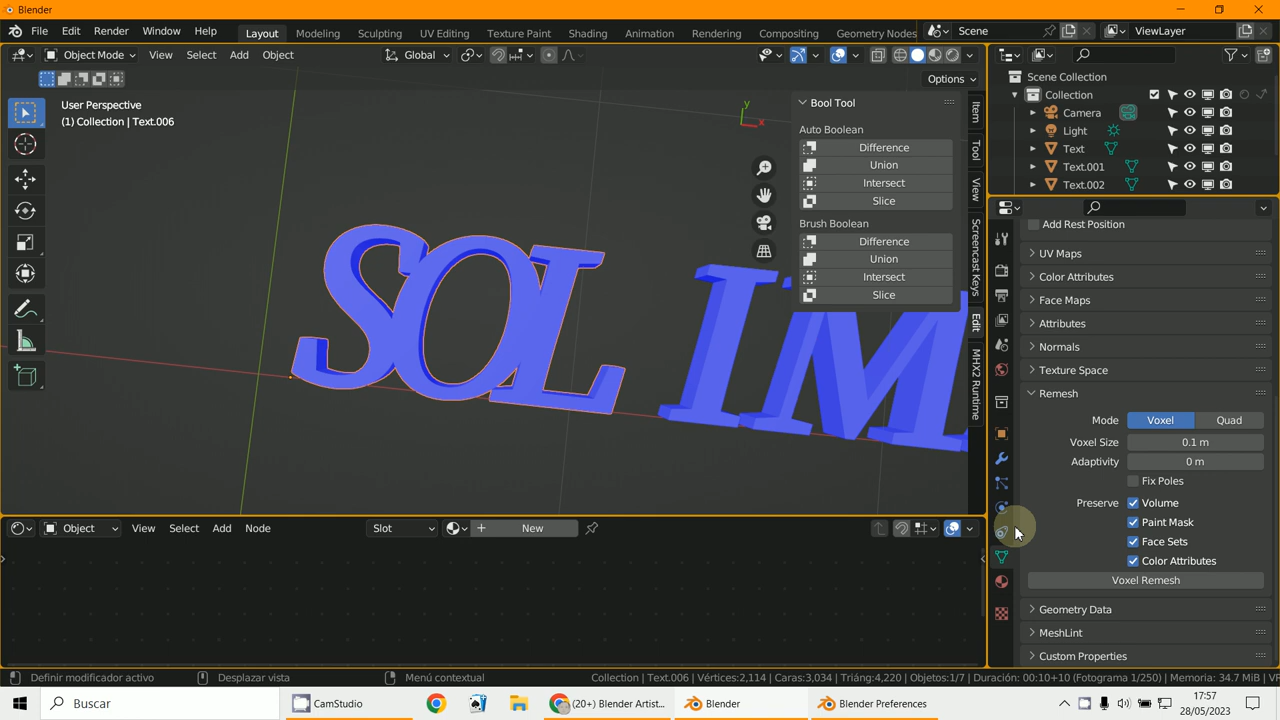 Blender
File Edit Render Window Help
Layout Modeling Sculpting UV Editing Texture Paint Shading Animation Rendering Compositing Geometry Nodes
Scene ViewLayer
Object Mode View Select Add Object Global
Options
User Perspective
(1) Collection | Text.006
SOL IM
Y
X
Bool Tool
Auto Boolean
Difference
Union
Intersect
Slice
Brush Boolean
Difference
Union
Intersect
Slice
Item
Tool
View
Screencast Keys
Edit
MHX2 Runtime
Scene Collection
Collection
Camera
Light
Text
Text.001
Text.002
Add Rest Position
UV Maps
Color Attributes
Face Maps
Attributes
Normals
Texture Space
Remesh
Mode Voxel Quad
Voxel Size 0.1 m
Adaptivity 0 m
Fix Poles
Preserve Volume
Paint Mask
Face Sets
Color Attributes
Voxel Remesh
Geometry Data
MeshLint
Custom Properties
Object View Select Add Node Slot New
Definir modificador activo Desplazar vista Menú contextual Collection | Text.006 | Vértices:2,114 | Caras:3,034 | Triáng:4,220 | Objetos:1/7 | Duración: 00:10+10 (Fotograma 1/250) | Memoria: 34.7 MiB | VR
Buscar CamStudio (20+) Blender Artist... Blender Blender Preferences
17:57
28/05/2023